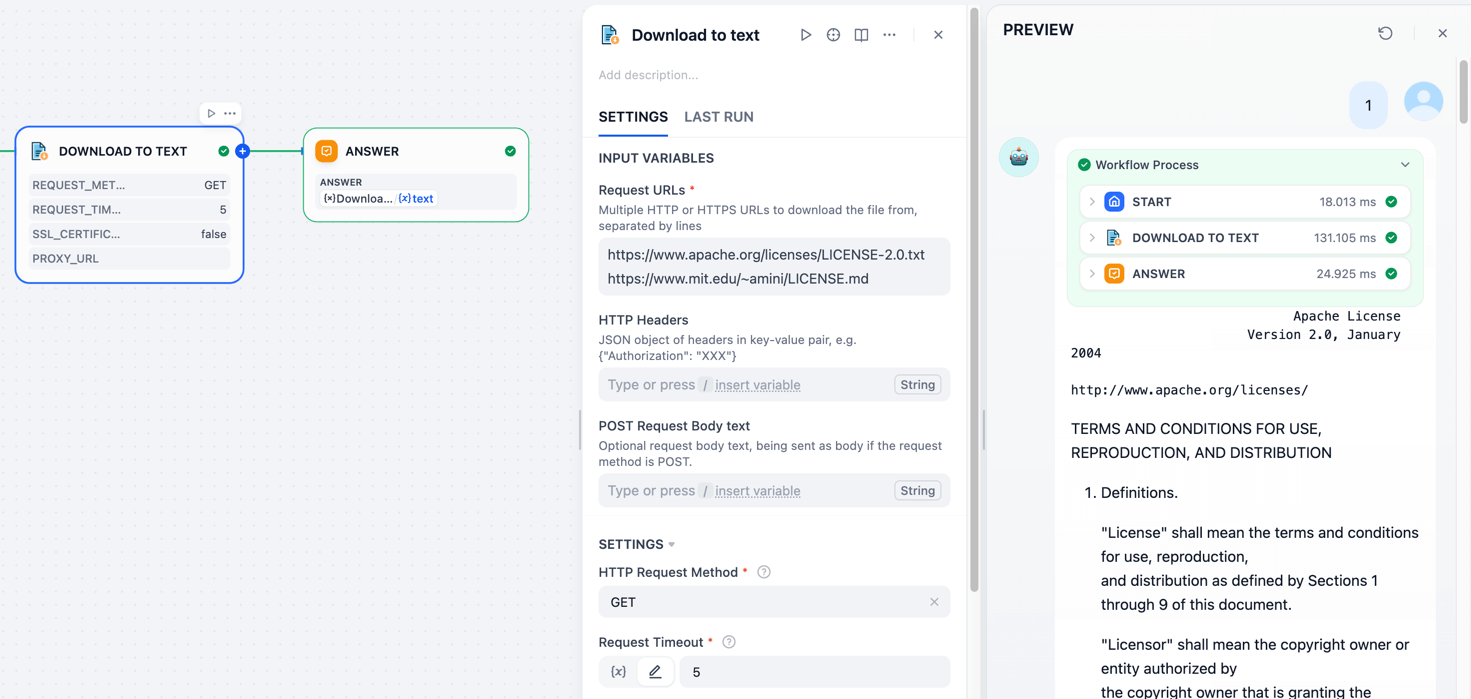 DOWNLOAD TO TEXT
REQUEST_MET... GET
REQUEST_TIM... 5
SSL_CERTIFIC... false
PROXY_URL
ANSWER
ANSWER
{x}Downloa... / {x} text
Download to text
Add description...
SETTINGS LAST RUN
INPUT VARIABLES
Request URLs *
Multiple HTTP or HTTPS URLs to download the file from,
separated by lines
https://www.apache.org/licenses/LICENSE-2.0.txt
https://www.mit.edu/~amini/LICENSE.md
HTTP Headers
JSON object of headers in key-value pair, e.g.
{"Authorization": "XXX"}
Type or press / insert variable String
POST Request Body text
Optional request body text, being sent as body if the request
method is POST.
Type or press / insert variable String
SETTINGS
HTTP Request Method *
GET
Request Timeout *
{x} 5
PREVIEW
1
Workflow Process
START 18.013 ms
DOWNLOAD TO TEXT 131.105 ms
ANSWER 24.925 ms
Apache License
Version 2.0, January
2004
http://www.apache.org/licenses/
TERMS AND CONDITIONS FOR USE,
REPRODUCTION, AND DISTRIBUTION
1. Definitions.
"License" shall mean the terms and conditions
for use, reproduction,
and distribution as defined by Sections 1
through 9 of this document.
"Licensor" shall mean the copyright owner or
entity authorized by
the copyright owner that is granting the